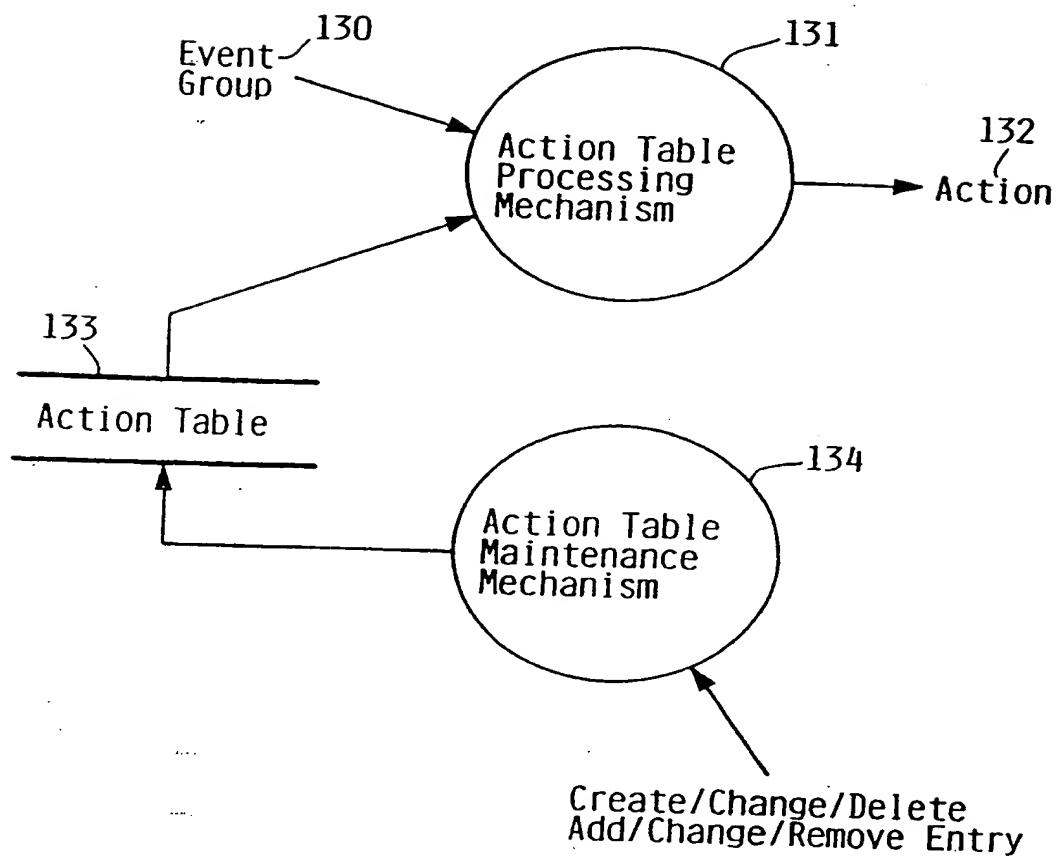 130
Event
Group
131
Action Table
Processing
Mechanism
132
Action
133
Action Table
134
Action Table
Maintenance
Mechanism
Create/Change/Delete
Add/Change/Remove Entry